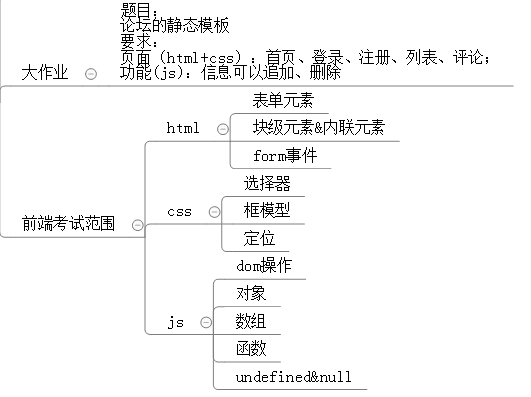 题目：
论坛的静态模板
要求：
页面（html+css）：首页、登录、注册、列表、评论；
功能(js)：信息可以追加、删除
大作业
表单元素
html
块级元素&内联元素
form事件
选择器
css
框模型
前端考试范围
定位
dom操作
对象
js
数组
函数
undefined&null